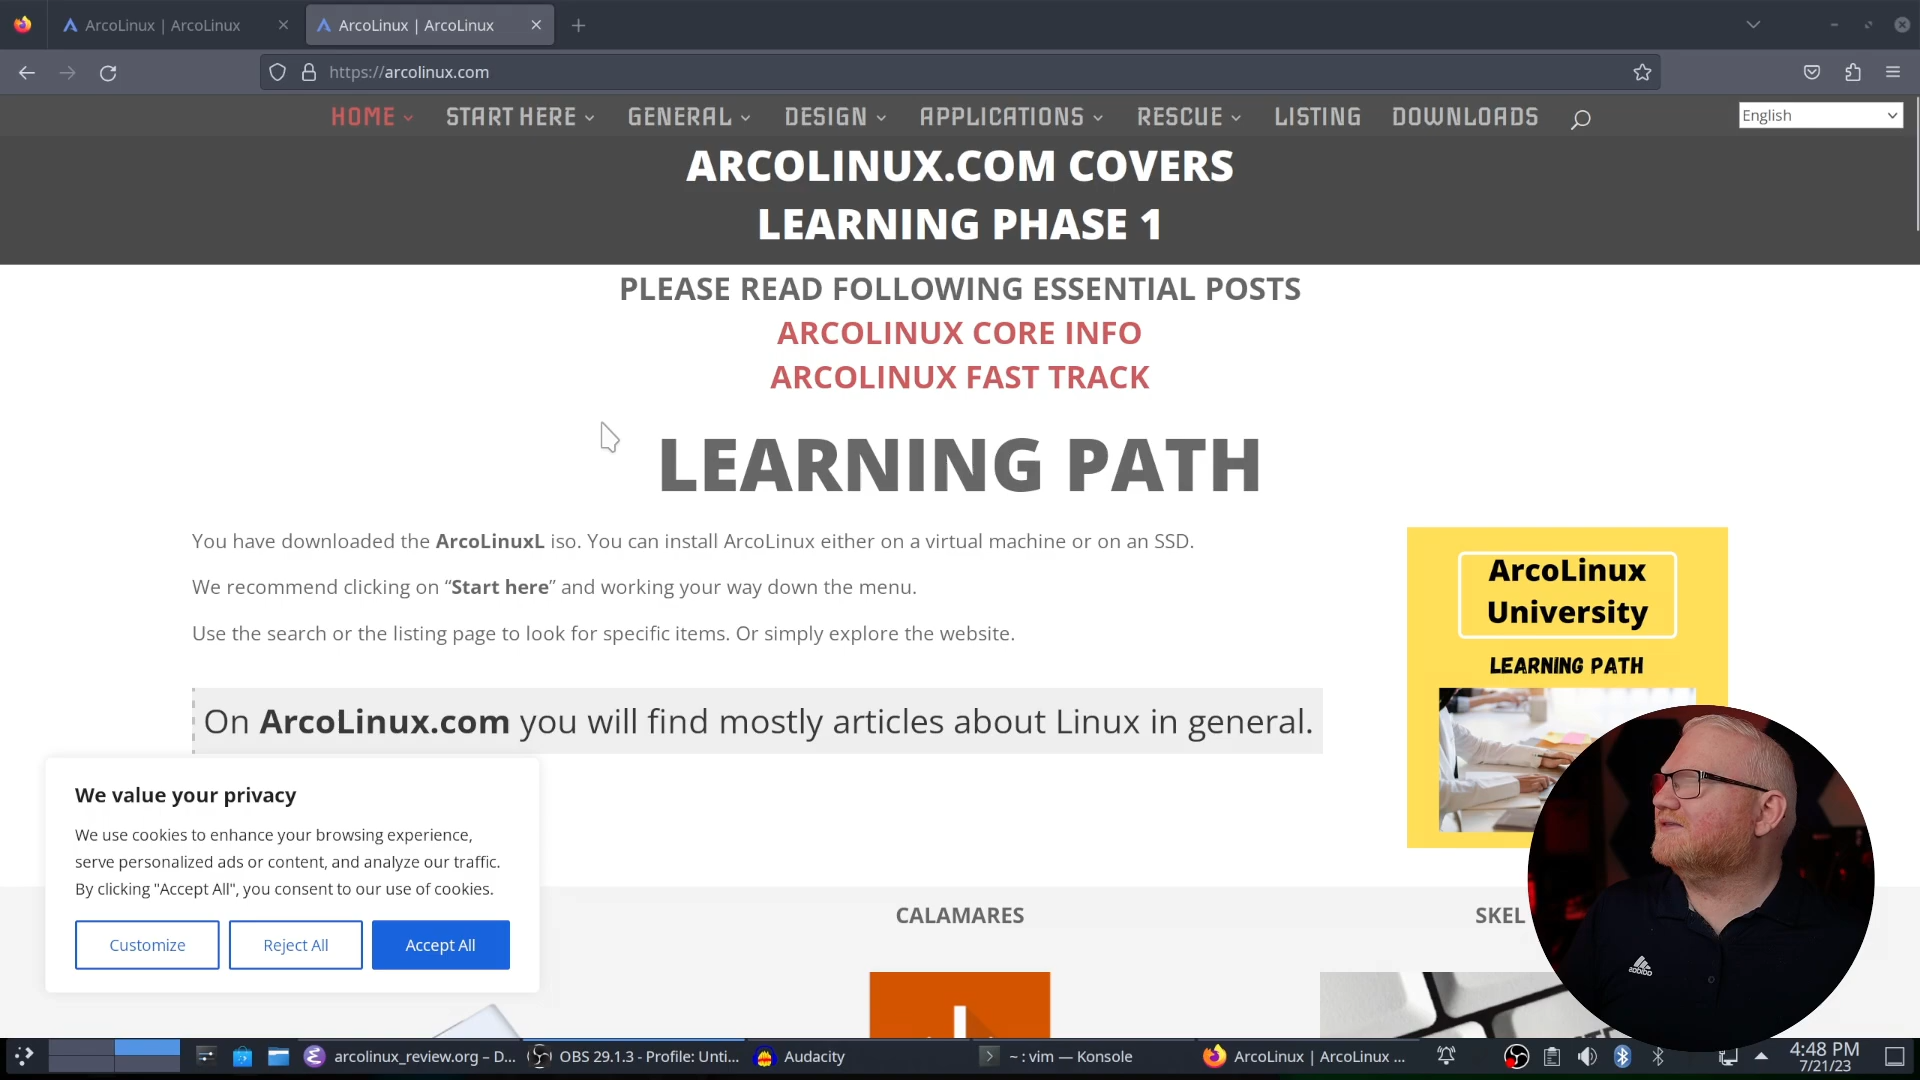 ArcoLinux | ArcoLinux
ArcoLinux | ArcoLinux
https://arcolinux.com
HOME
START HERE
GENERAL
DESIGN
APPLICATIONS
RESCUE
LISTING
DOWNLOADS
English
ARCOLINUX.COM COVERS
LEARNING PHASE 1
PLEASE READ FOLLOWING ESSENTIAL POSTS
ARCOLINUX CORE INFO
ARCOLINUX FAST TRACK
LEARNING PATH
You have downloaded the ArcoLinuxL iso. You can install ArcoLinux either on a virtual machine or on an SSD.
We recommend clicking on “Start here” and working your way down the menu.
Use the search or the listing page to look for specific items. Or simply explore the website.
On ArcoLinux.com you will find mostly articles about Linux in general.
ArcoLinux
University
LEARNING PATH
We value your privacy
We use cookies to enhance your browsing experience,
serve personalized ads or content, and analyze our traffic.
By clicking "Accept All", you consent to our use of cookies.
Customize
Reject All
Accept All
CALAMARES
SKEL
adidas
arcolinux_review.org – D...
OBS 29.1.3 - Profile: Unti...
Audacity
~ : vim — Konsole
ArcoLinux | ArcoLinux ...
4:48 PM
7/21/23